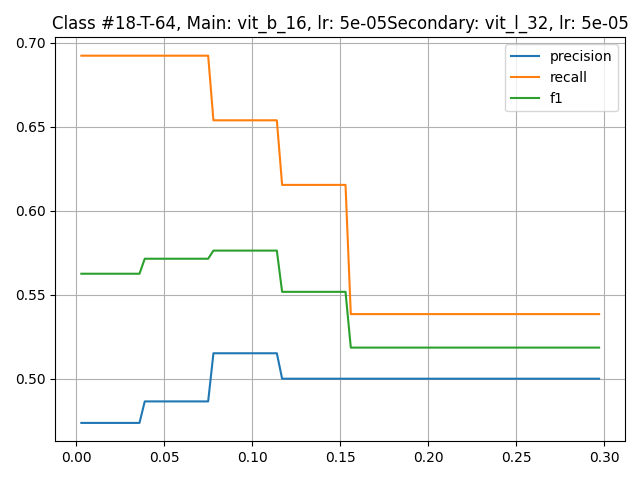 Class #18-T-64, Main: vit_b_16, lr: 5e-05Secondary: vit_l_32, lr: 5e-05
0.70
0.65
0.60
0.55
0.50
precision
recall
f1
0.00 0.05 0.10 0.15 0.20 0.25 0.30